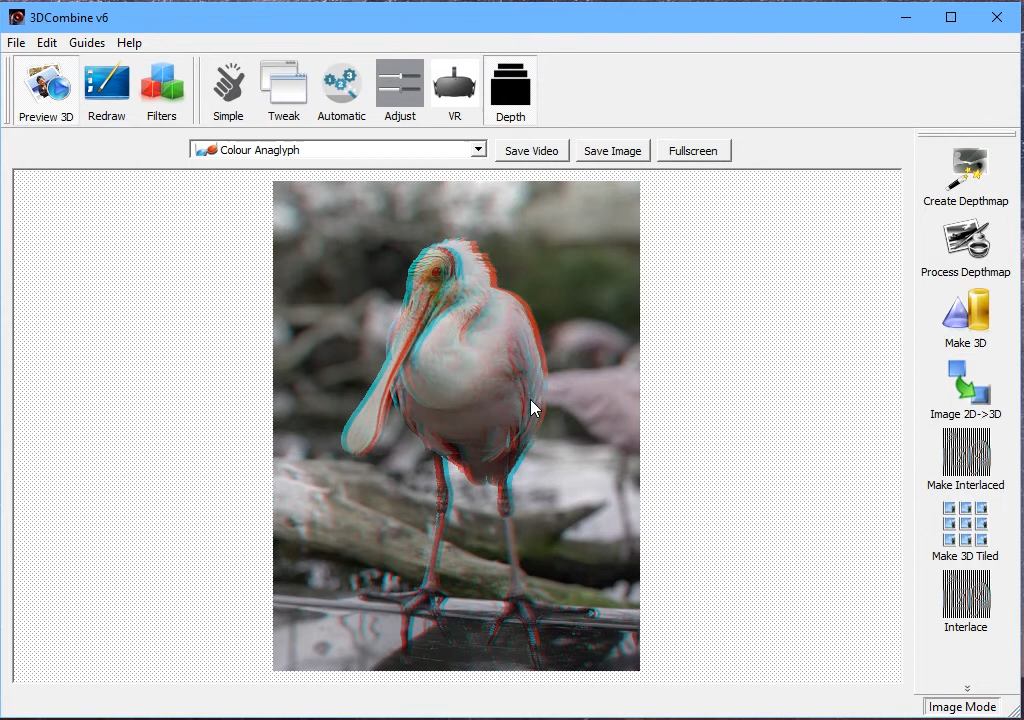 3DCombine v6
File Edit Guides Help
Preview 3D Redraw Filters Simple Tweak Automatic Adjust VR Depth
Colour Anaglyph Save Video Save Image Fullscreen
Create Depthmap
Process Depthmap
Make 3D
Image 2D->3D
Make Interlaced
Make 3D Tiled
Interlace
Image Mode